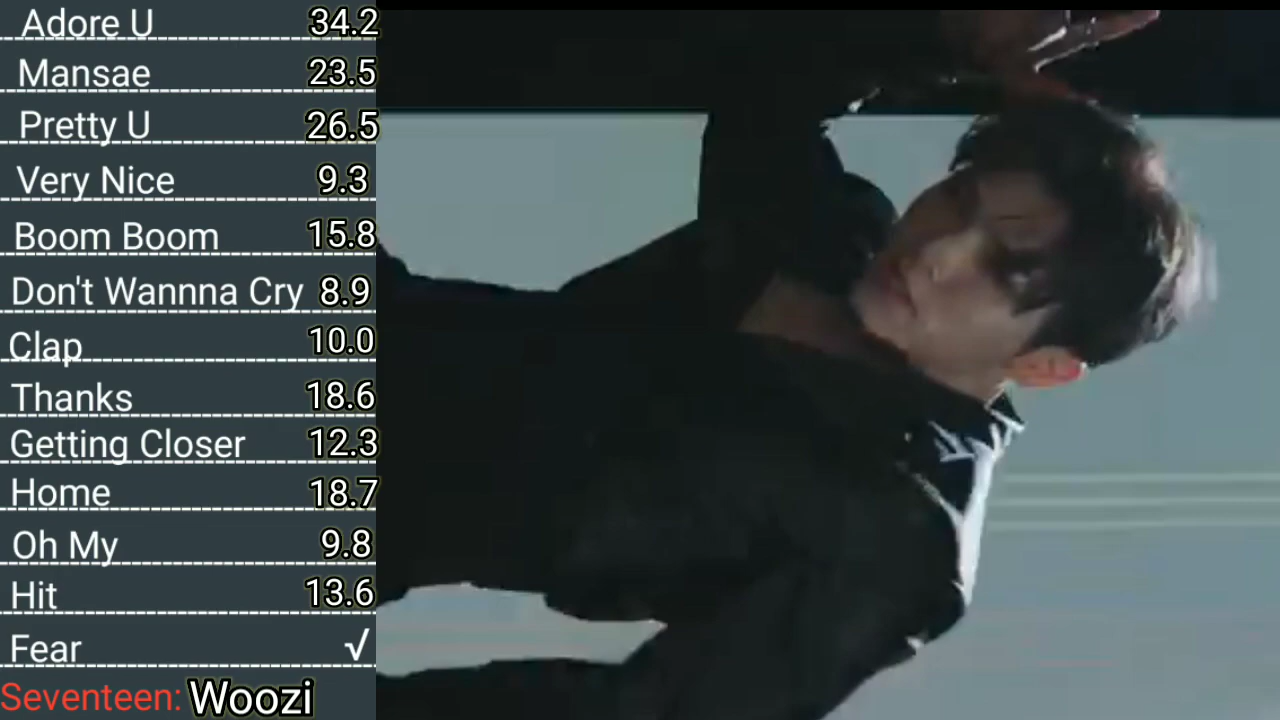 Adore U 34.2
Mansae 23.5
Pretty U 26.5
Very Nice 9.3
Boom Boom 15.8
Don't Wannna Cry 8.9
Clap 10.0
Thanks 18.6
Getting Closer 12.3
Home 18.7
Oh My 9.8
Hit 13.6
Fear √
Seventeen: Woozi